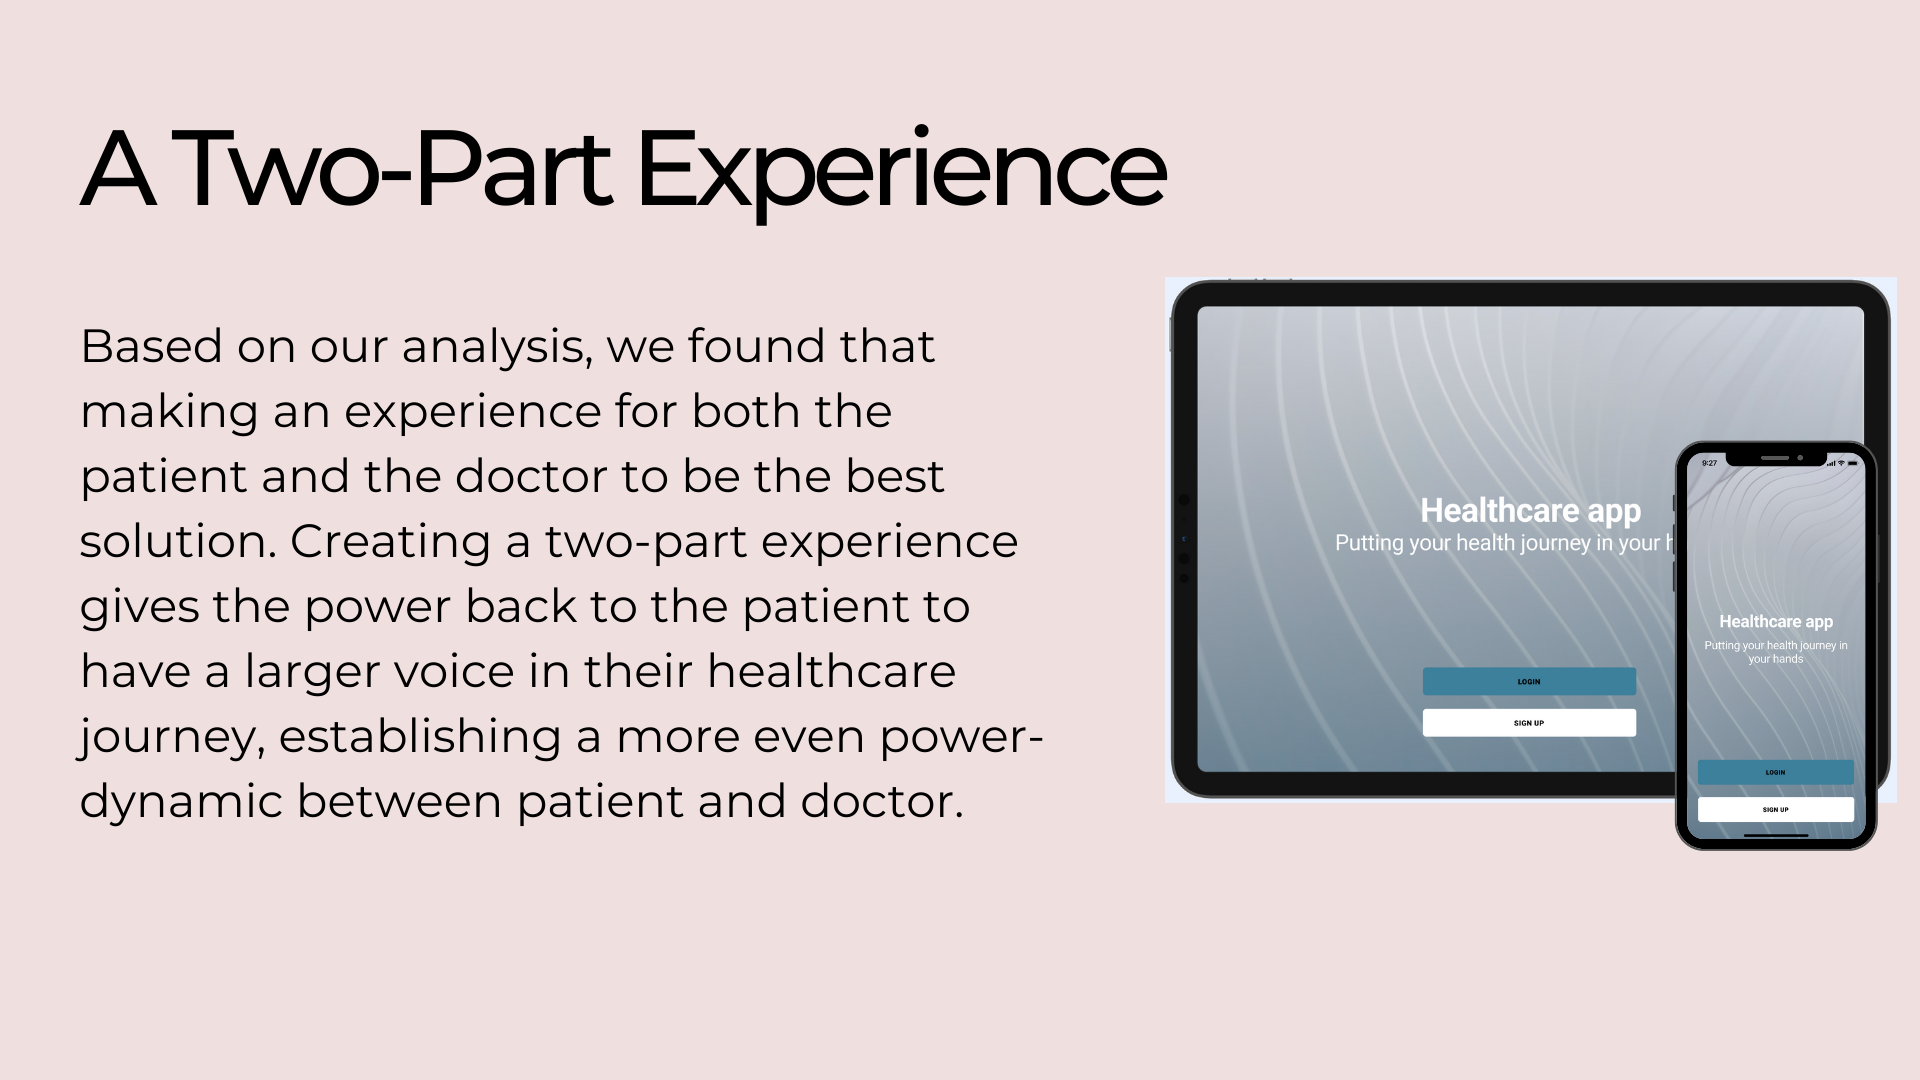 A Two-Part Experience
Based on our analysis, we found that
making an experience for both the
patient and the doctor to be the best
solution. Creating a two-part experience
gives the power back to the patient to
have a larger voice in their healthcare
journey, establishing a more even power-
dynamic between patient and doctor.
Healthcare app
Putting your health journey in your h
LOGIN
SIGN UP
9:27
Healthcare app
Putting your health journey in
your hands
LOGIN
SIGN UP